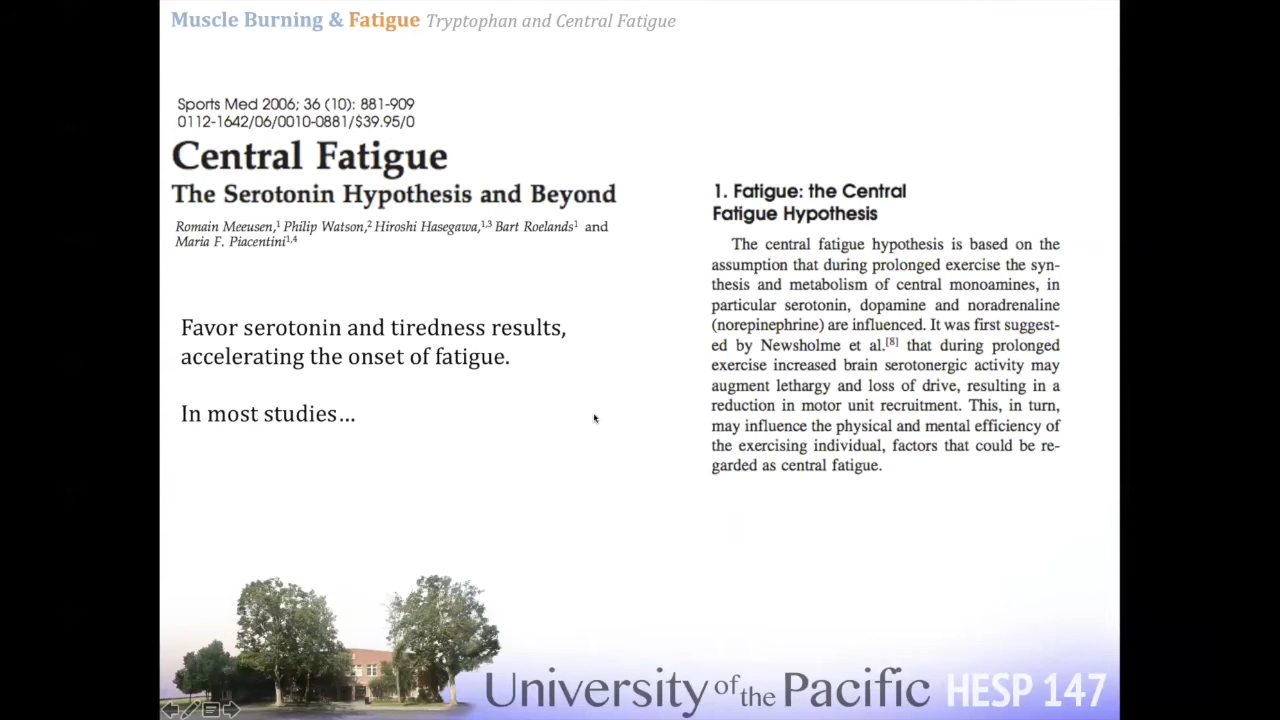 Muscle Burning & Fatigue Tryptophan and Central Fatigue
Sports Med 2006; 36 (10): 881-909
0112-1642/06/0010-0881/$39.95/0
Central Fatigue
The Serotonin Hypothesis and Beyond
Romain Meeusen,¹ Philip Watson,² Hiroshi Hasegawa,¹,³ Bart Roelands¹ and
Maria F. Piacentini¹,⁴
Favor serotonin and tiredness results,
accelerating the onset of fatigue.
In most studies…
1. Fatigue: the Central
Fatigue Hypothesis
The central fatigue hypothesis is based on the
assumption that during prolonged exercise the syn-
thesis and metabolism of central monoamines, in
particular serotonin, dopamine and noradrenaline
(norepinephrine) are influenced. It was first suggest-
ed by Newsholme et al.[8] that during prolonged
exercise increased brain serotonergic activity may
augment lethargy and loss of drive, resulting in a
reduction in motor unit recruitment. This, in turn,
may influence the physical and mental efficiency of
the exercising individual, factors that could be re-
garded as central fatigue.
University of the Pacific HESP 147